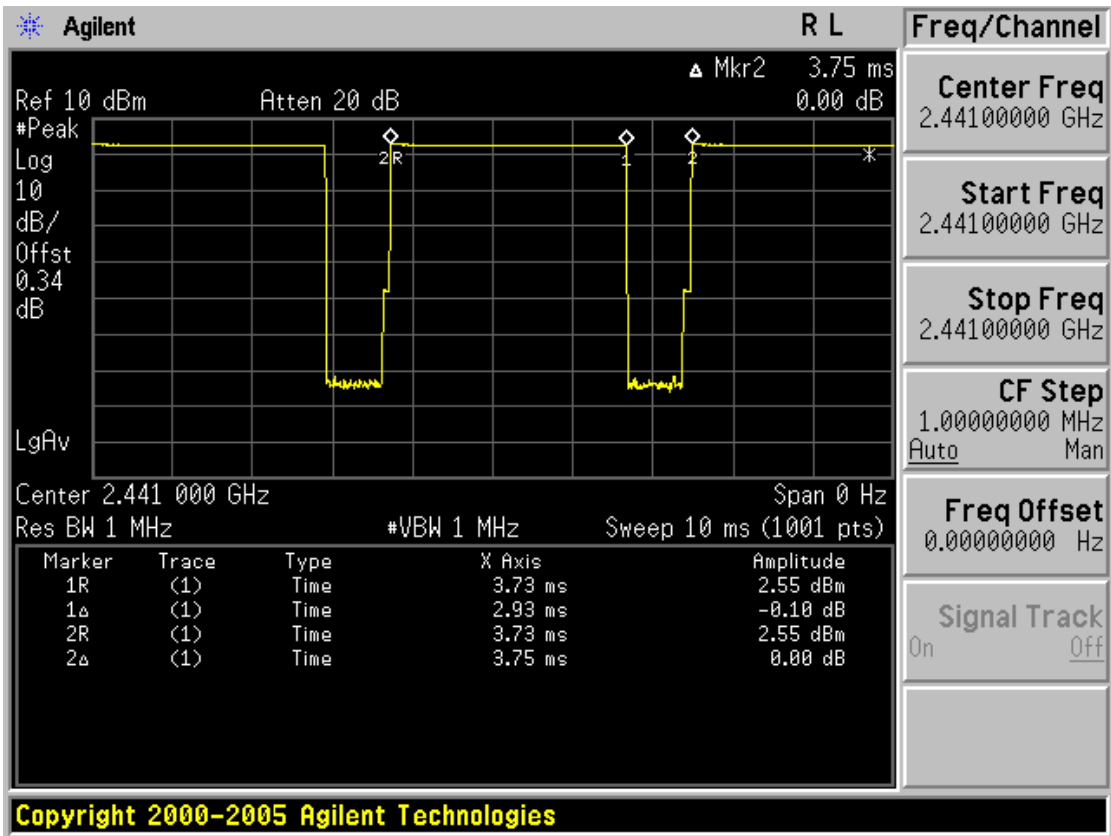 Agilent
R L
Freq/Channel
Δ Mkr2 3.75 ms
Ref 10 dBm Atten 20 dB 0.00 dB
#Peak
Log
10
dB/
Offst
0.34
dB
LgAv
2R
1
2
Center 2.441 000 GHz Span 0 Hz
Res BW 1 MHz #VBW 1 MHz Sweep 10 ms (1001 pts)
Marker Trace Type X Axis Amplitude
1R (1) Time 3.73 ms 2.55 dBm
1Δ (1) Time 2.93 ms -0.10 dB
2R (1) Time 3.73 ms 2.55 dBm
2Δ (1) Time 3.75 ms 0.00 dB
Center Freq
2.44100000 GHz
Start Freq
2.44100000 GHz
Stop Freq
2.44100000 GHz
CF Step
1.00000000 MHz
Auto Man
Freq Offset
0.00000000 Hz
Signal Track
On Off
Copyright 2000-2005 Agilent Technologies